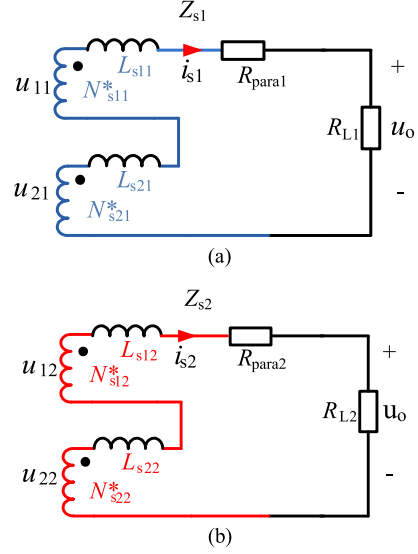 Zs1
Ls11
is1
Rpara1
+
u11
N*s11
RL1
uo
Ls21
u21
N*s21
-
(a)
Zs2
Ls12
is2
Rpara2
+
u12
N*s12
RL2
uo
Ls22
u22
N*s22
-
(b)